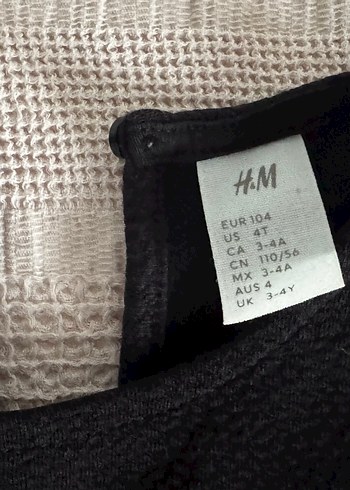 H&M
EUR 104
US 4T
CA 3-4A
CN 110/56
MX 3-4A
AUS 4
UK 3-4Y